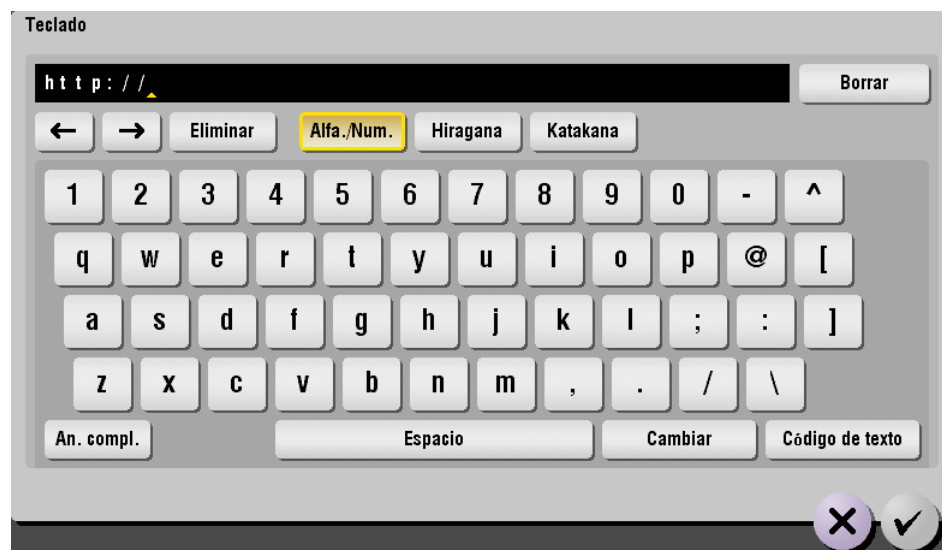 Teclado
http://
Borrar
← → Eliminar Alfa./Num. Hiragana Katakana
1 2 3 4 5 6 7 8 9 0 - ^
q w e r t y u i o p @ [
a s d f g h j k l ; : ]
z x c v b n m , . / \
An. compl. Espacio Cambiar Código de texto